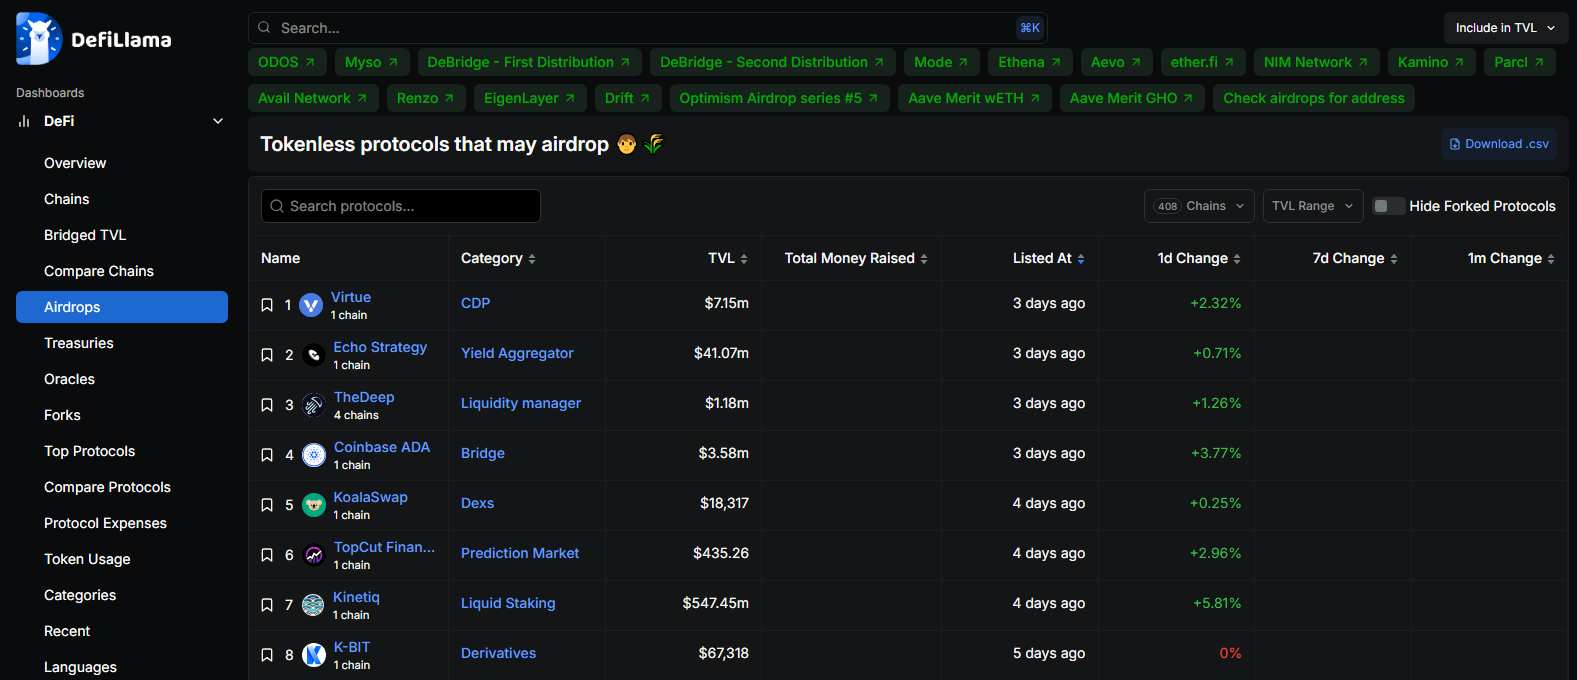 DefiLlama
Dashboards
DeFi
Overview
Chains
Bridged TVL
Compare Chains
Airdrops
Treasuries
Oracles
Forks
Top Protocols
Compare Protocols
Protocol Expenses
Token Usage
Categories
Recent
Languages
Search... ⌘K
Include in TVL
ODOS Myso DeBridge - First Distribution DeBridge - Second Distribution Mode Ethena Aevo ether.fi NIM Network Kamino Parcl
Avail Network Renzo EigenLayer Drift Optimism Airdrop series #5 Aave Merit wETH Aave Merit GHO Check airdrops for address
Tokenless protocols that may airdrop 🧑‍🌾
Download .csv
Search protocols... 408 Chains TVL Range Hide Forked Protocols
Name Category TVL Total Money Raised Listed At 1d Change 7d Change 1m Change
1 Virtue CDP $7.15m 3 days ago +2.32%
1 chain
2 Echo Strategy Yield Aggregator $41.07m 3 days ago +0.71%
1 chain
3 TheDeep Liquidity manager $1.18m 3 days ago +1.26%
4 chains
4 Coinbase ADA Bridge $3.58m 3 days ago +3.77%
1 chain
5 KoalaSwap Dexs $18,317 4 days ago +0.25%
1 chain
6 TopCut Finan... Prediction Market $435.26 4 days ago +2.96%
1 chain
7 Kinetiq Liquid Staking $547.45m 4 days ago +5.81%
1 chain
8 K-BIT Derivatives $67,318 5 days ago 0%
1 chain